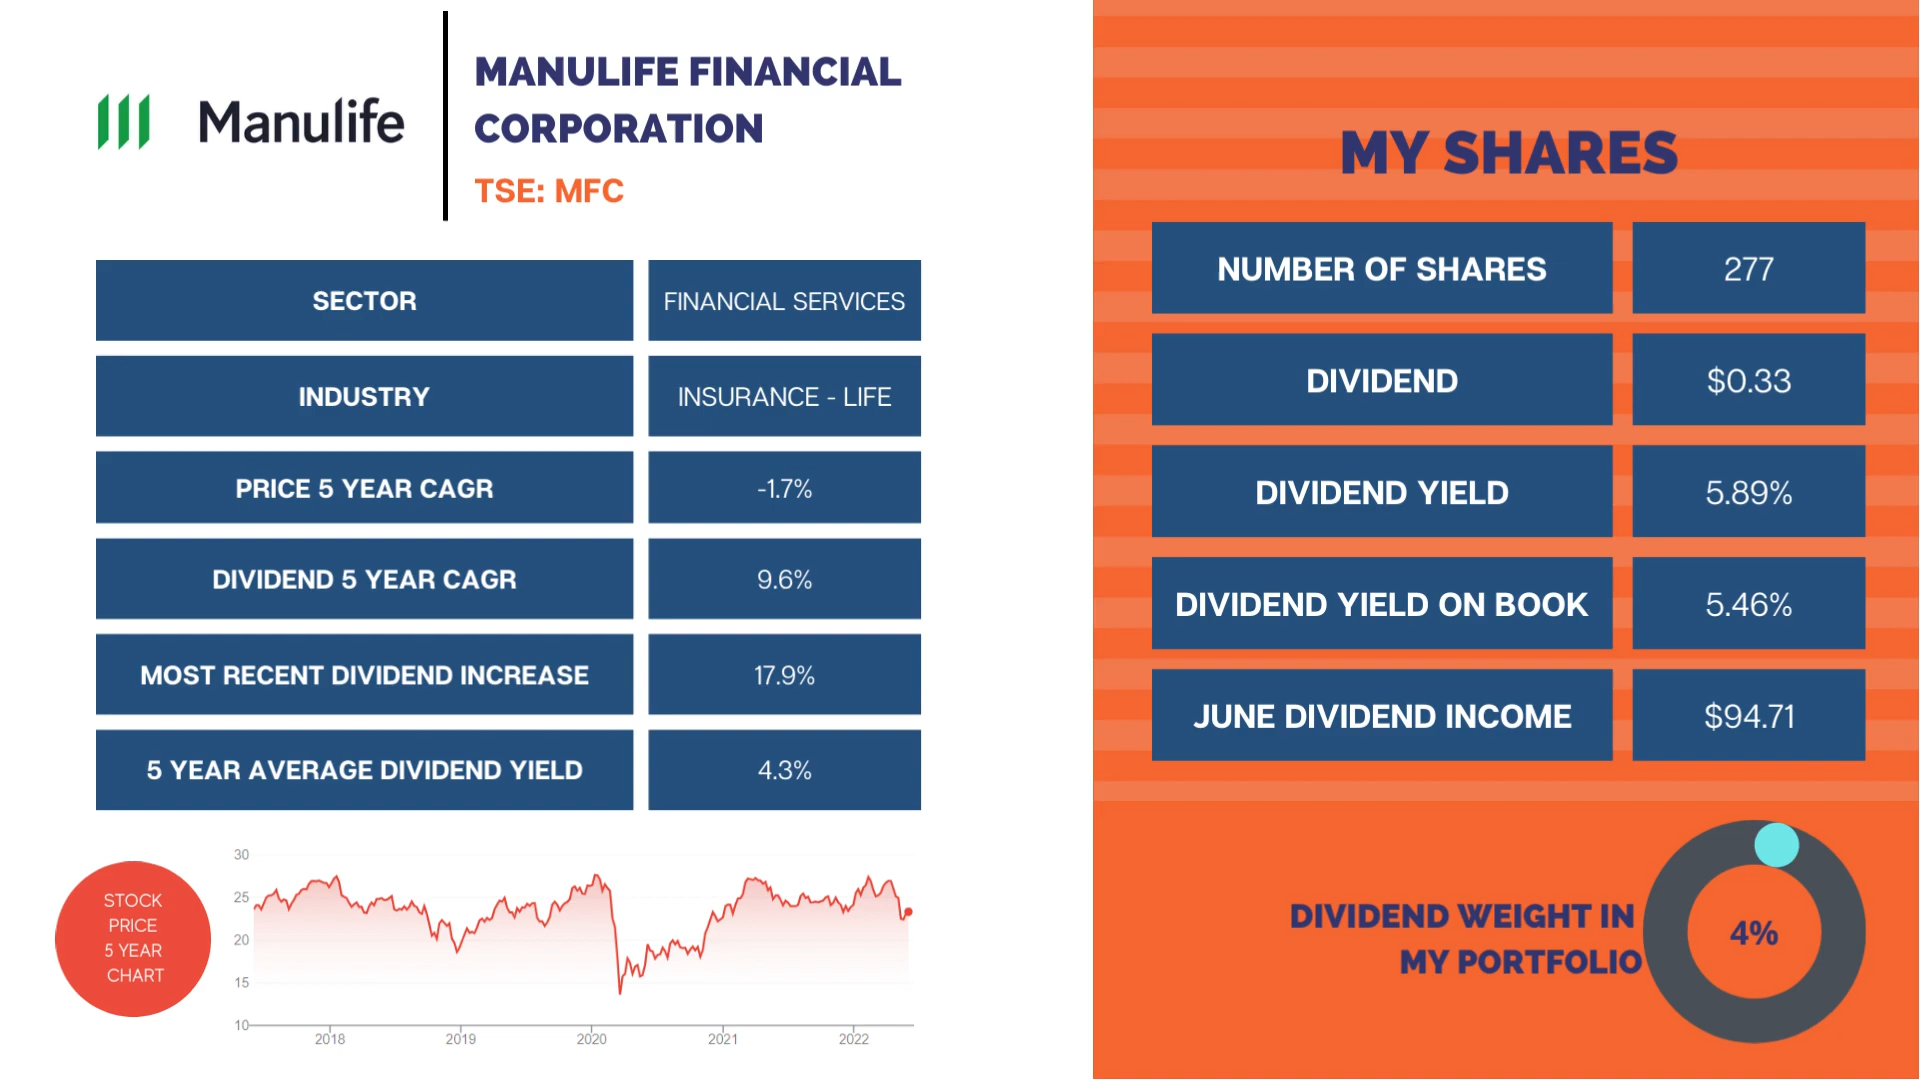 Manulife
MANULIFE FINANCIAL
CORPORATION
TSE: MFC
SECTOR FINANCIAL SERVICES
INDUSTRY INSURANCE - LIFE
PRICE 5 YEAR CAGR -1.7%
DIVIDEND 5 YEAR CAGR 9.6%
MOST RECENT DIVIDEND INCREASE 17.9%
5 YEAR AVERAGE DIVIDEND YIELD 4.3%
STOCK
PRICE
5 YEAR
CHART
30
25
20
15
10
2018 2019 2020 2021 2022
MY SHARES
NUMBER OF SHARES 277
DIVIDEND $0.33
DIVIDEND YIELD 5.89%
DIVIDEND YIELD ON BOOK 5.46%
JUNE DIVIDEND INCOME $94.71
DIVIDEND WEIGHT IN
MY PORTFOLIO
4%